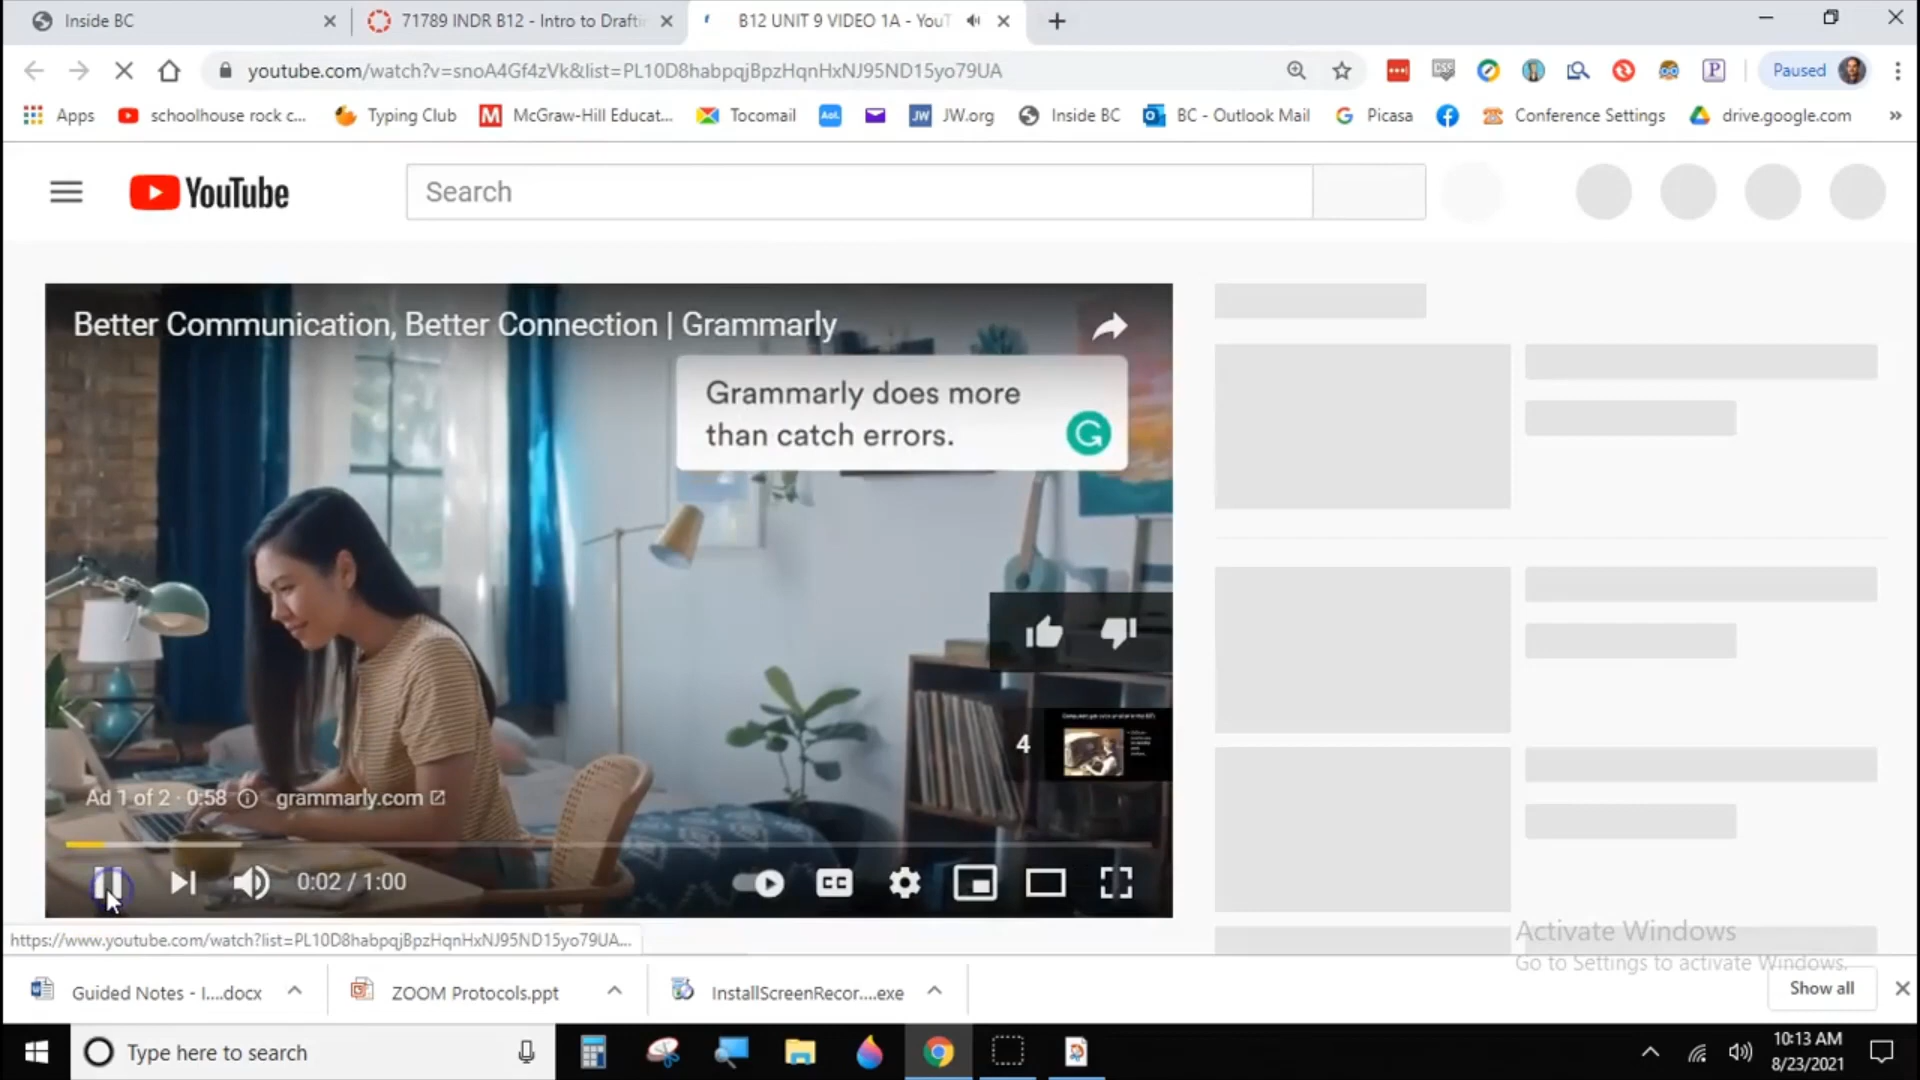 Inside BC
71789 INDR B12 - Intro to Drafti
B12 UNIT 9 VIDEO 1A - YouT
youtube.com/watch?v=snoA4Gf4zVk&list=PL10D8habpqjBpzHqnHxNJ95ND15yo79UA
CSS
P
Paused
Apps
schoolhouse rock c...
Typing Club
M
McGraw-Hill Educat...
Tocomail
Aol.
JW
JW.org
Inside BC
BC - Outlook Mail
Picasa
Conference Settings
drive.google.com
»
YouTube
Search
Better Communication, Better Connection | Grammarly
Grammarly does more
than catch errors.
4
Ad 1 of 2 · 0:58
grammarly.com
0:02 / 1:00
CC
https://www.youtube.com/watch?list=PL10D8habpqjBpzHqnHxNJ95ND15yo79UA...
Activate Windows
Go to Settings to activate Windows.
Guided Notes - I....docx
ZOOM Protocols.ppt
InstallScreenRecor....exe
Show all
Type here to search
10:13 AM
8/23/2021